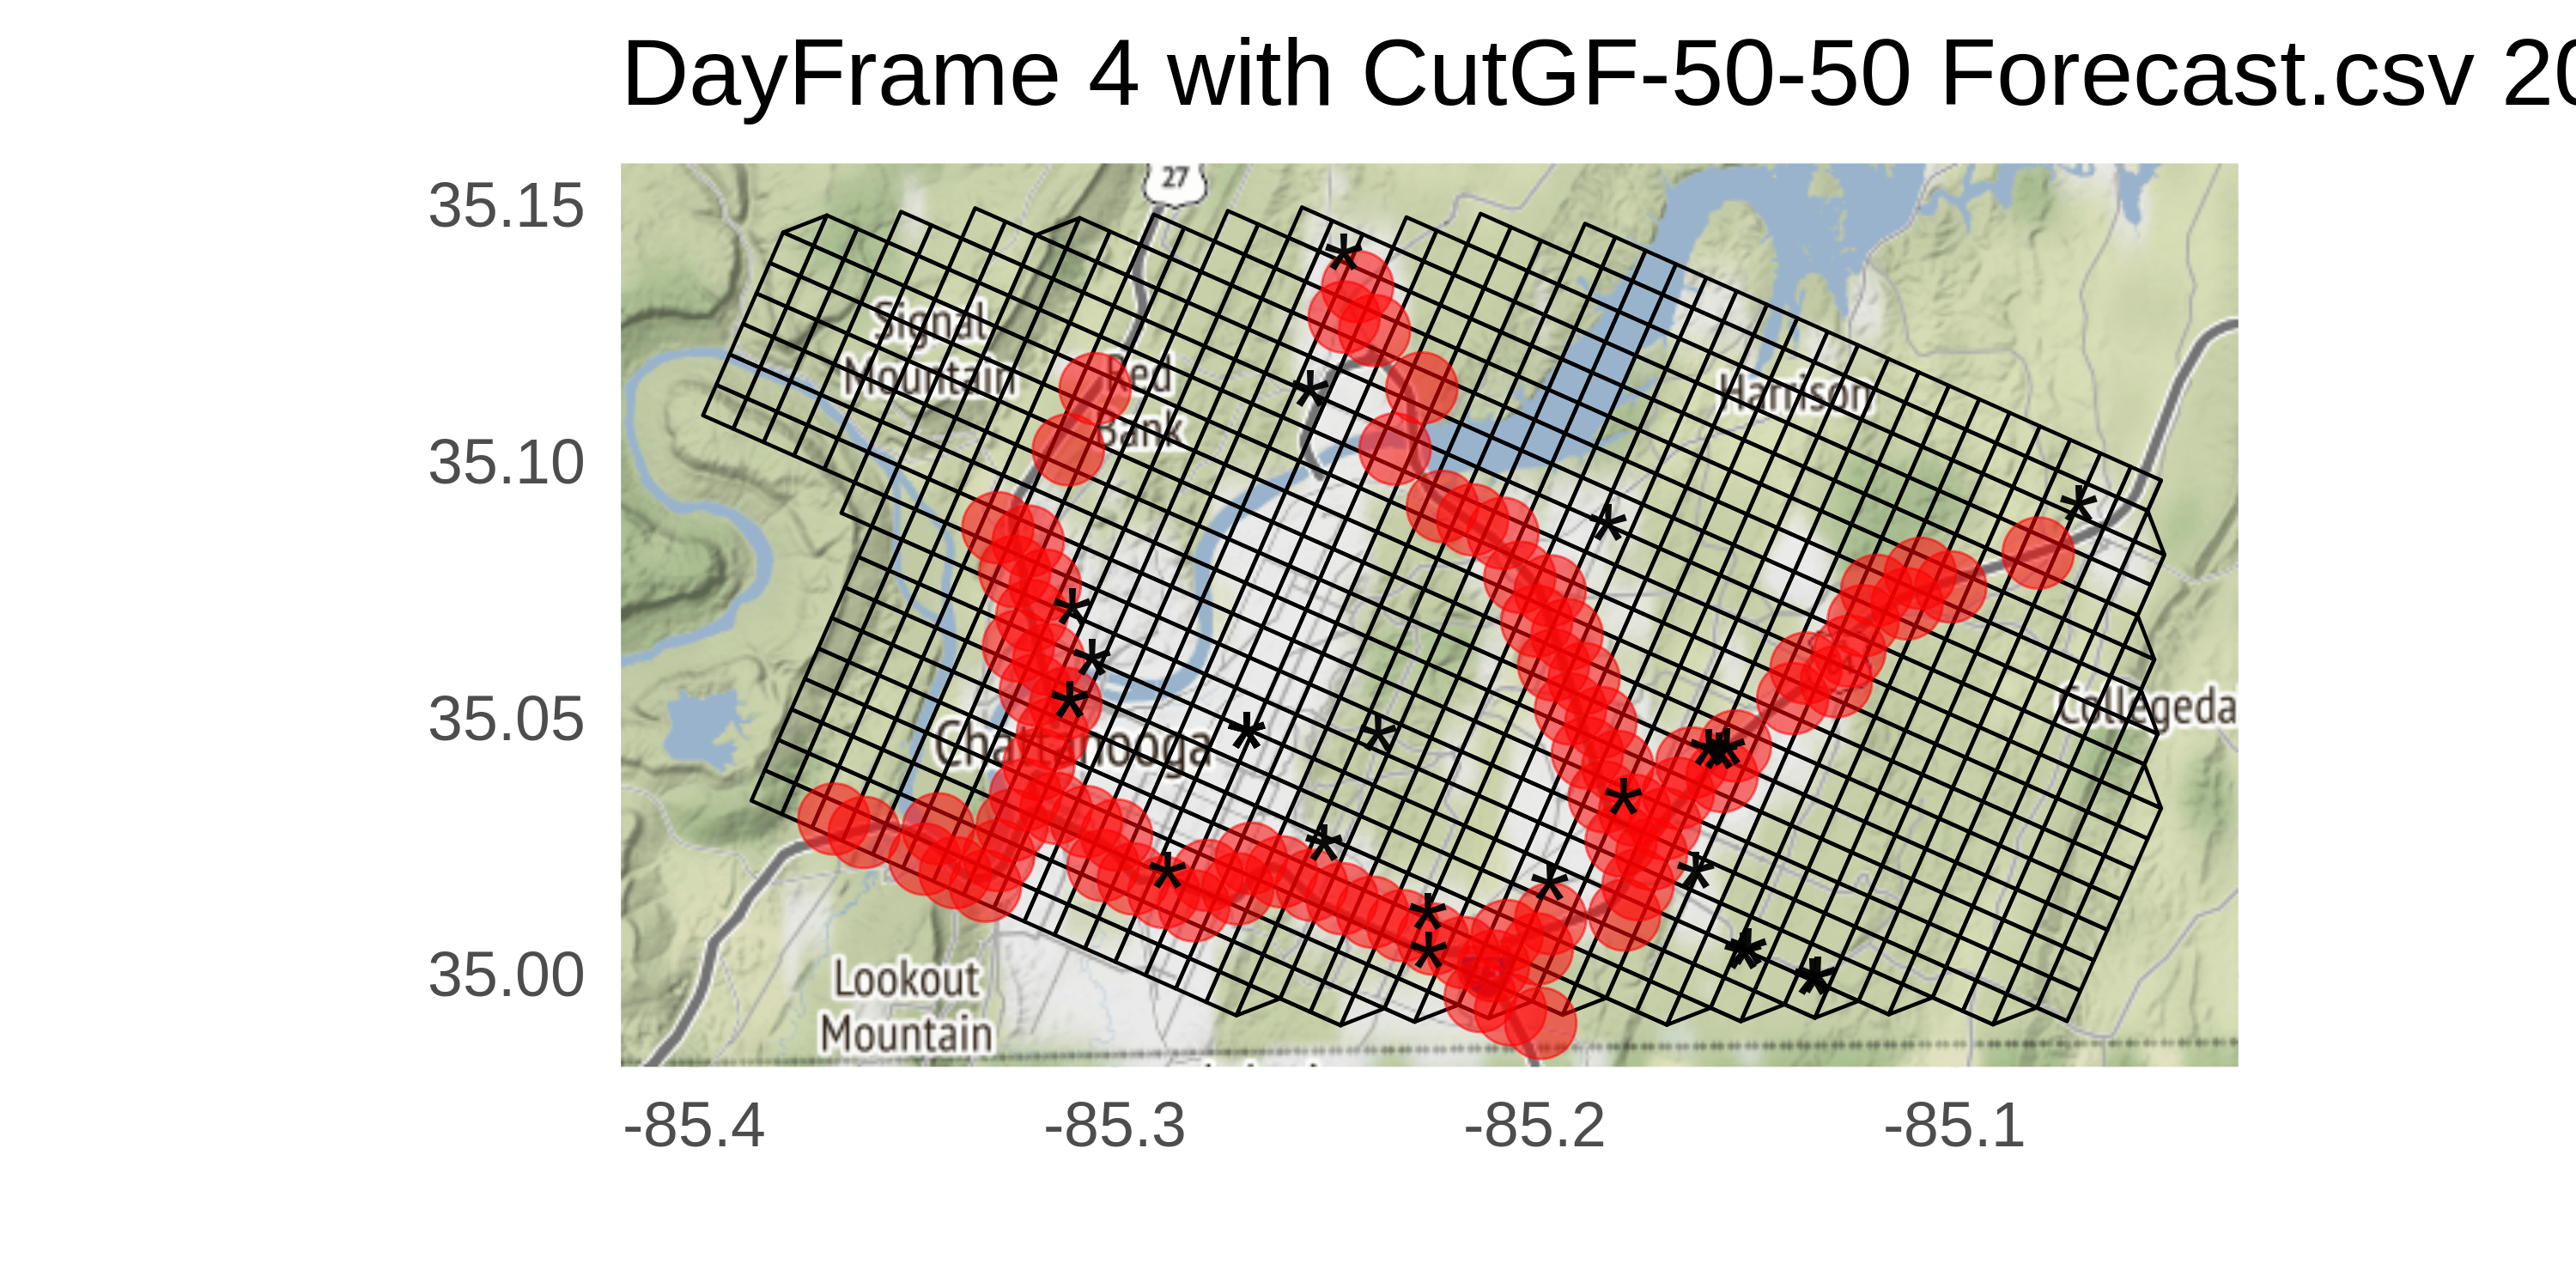 DayFrame 4 with CutGF-50-50 Forecast.csv 20
35.15
35.10
35.05
35.00
27
Signal
Mountain
Red
Bank
Harrison
Collegeda
Chattanooga
Lookout
Mountain
-85.4
-85.3
-85.2
-85.1